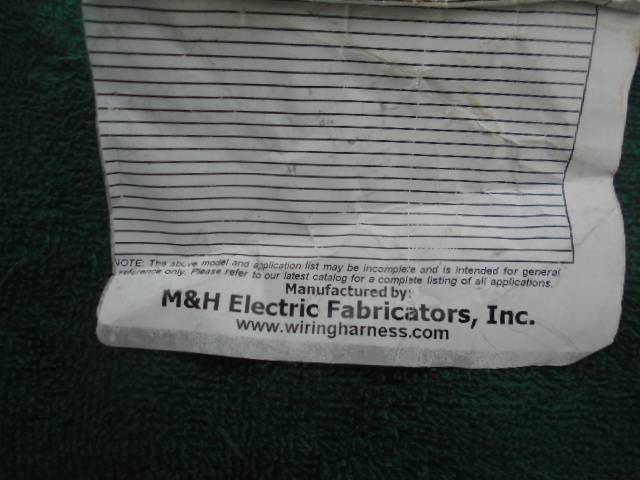 NOTE: The above model and application list may be incomplete and is intended for general
reference only. Please refer to our latest catalog for a complete listing of all applications.
Manufactured by:
M&H Electric Fabricators, Inc.
www.wiringharness.com